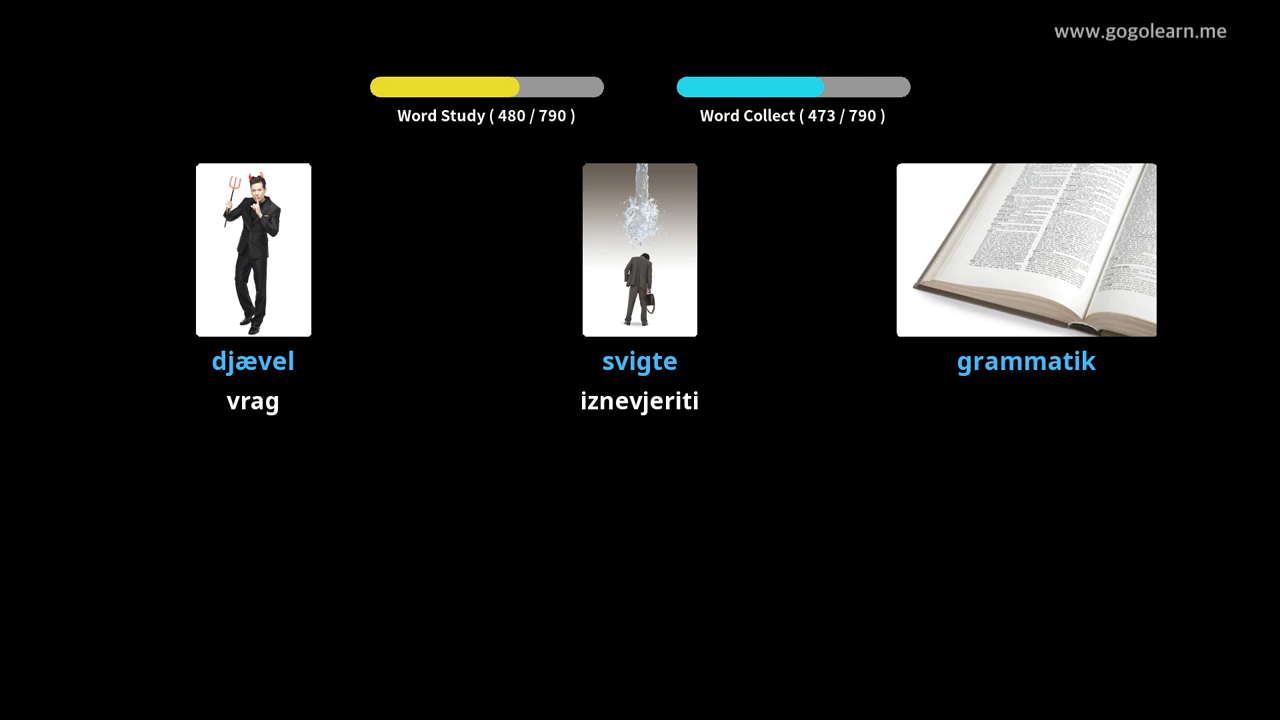 www.gogolearn.me
Word Study ( 480 / 790 )
Word Collect ( 473 / 790 )
djævel
svigte
grammatik
vrag
iznevjeriti